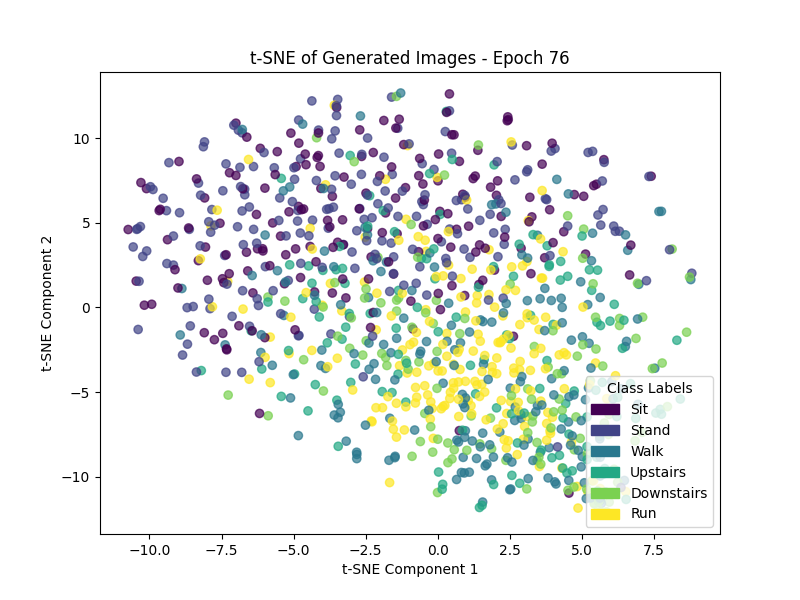 t-SNE of Generated Images - Epoch 76
t-SNE Component 2
10
5
0
−5
−10
−10.0 −7.5 −5.0 −2.5 0.0 2.5 5.0 7.5
t-SNE Component 1
Class Labels
Sit
Stand
Walk
Upstairs
Downstairs
Run